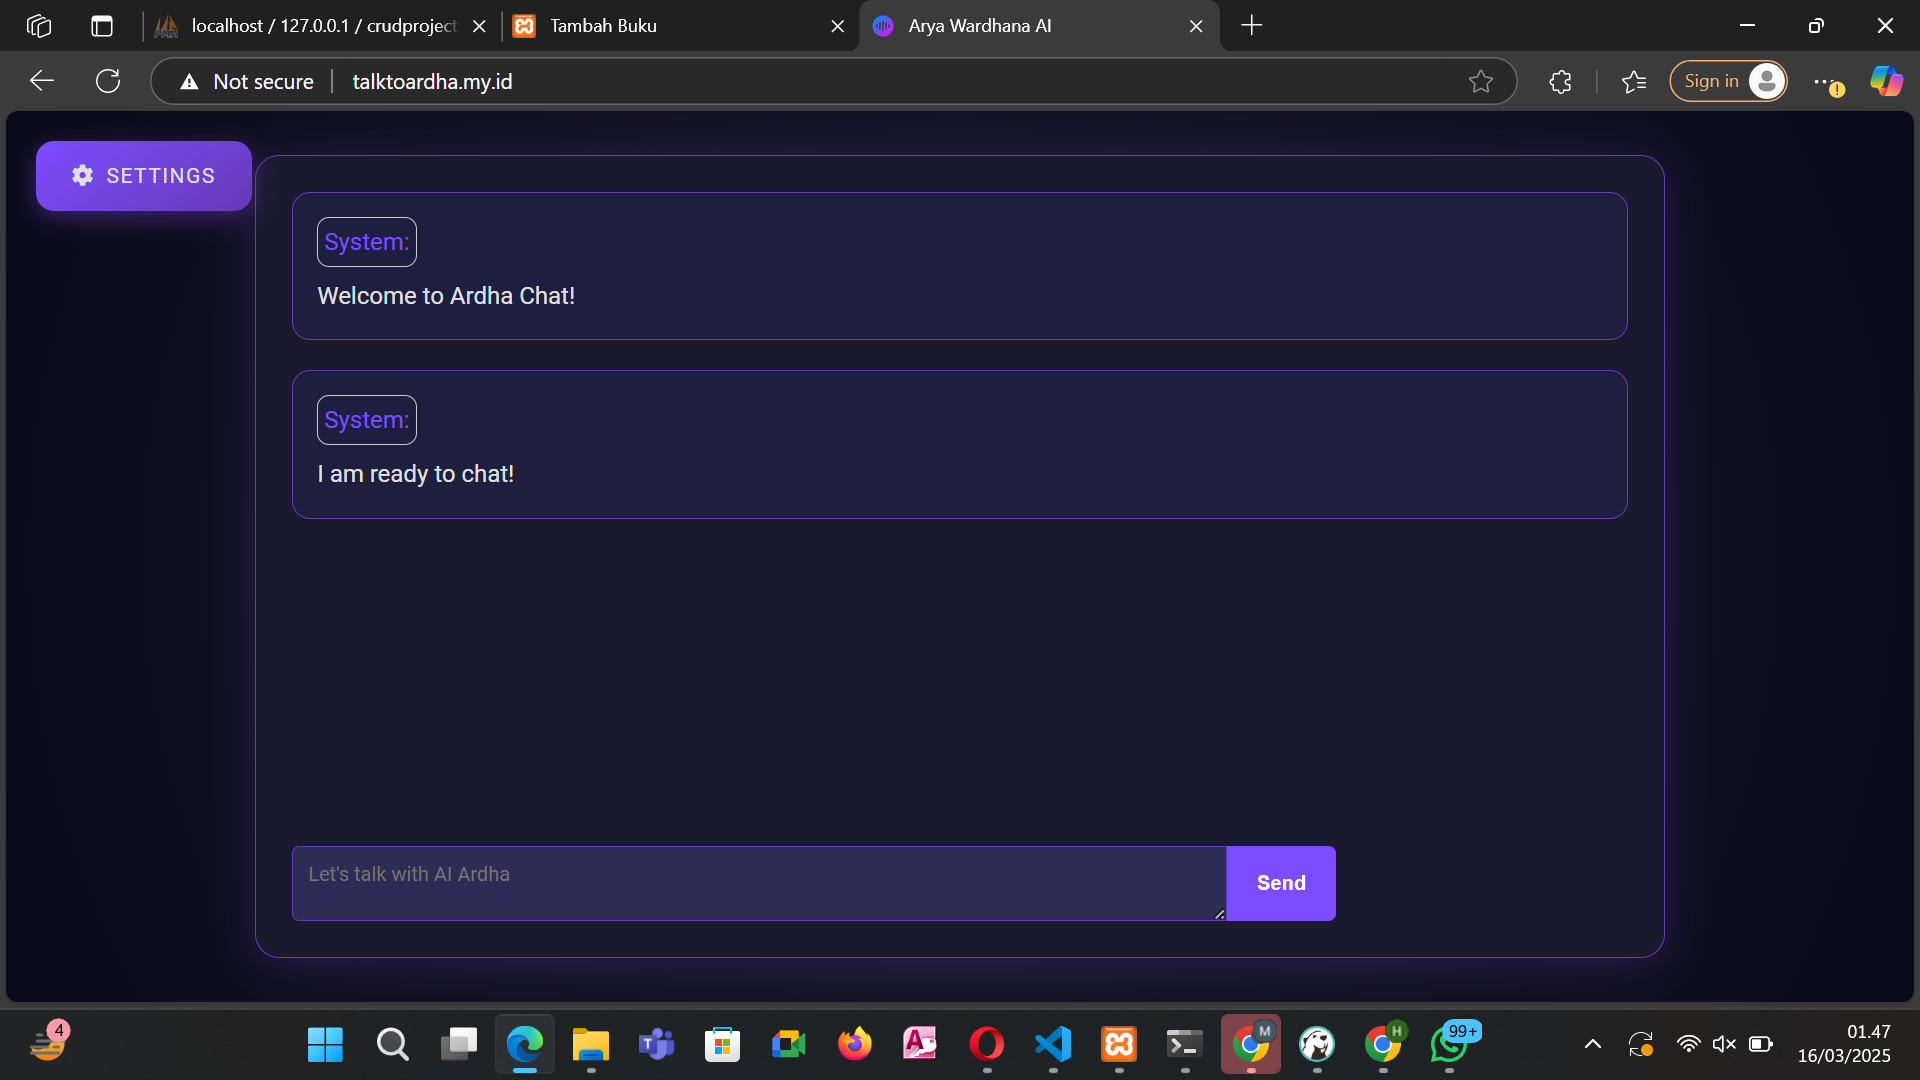 localhost / 127.0.0.1 / crudproject
Tambah Buku
Arya Wardhana AI
Not secure
talktoardha.my.id
Sign in
SETTINGS
System:
Welcome to Ardha Chat!
System:
I am ready to chat!
Let's talk with AI Ardha
Send
4
M
H
99+
01.47
16/03/2025